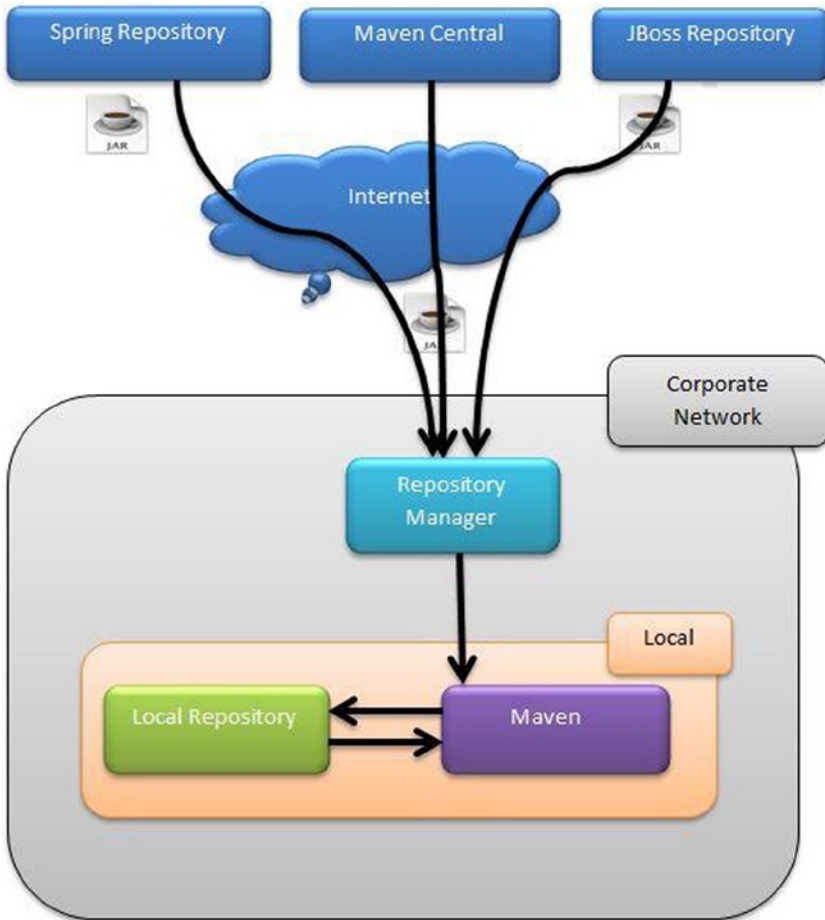 Spring Repository
Maven Central
JBoss Repository
JAR
JAR
Internet
JAR
Corporate
Network
Repository
Manager
Local
Local Repository
Maven